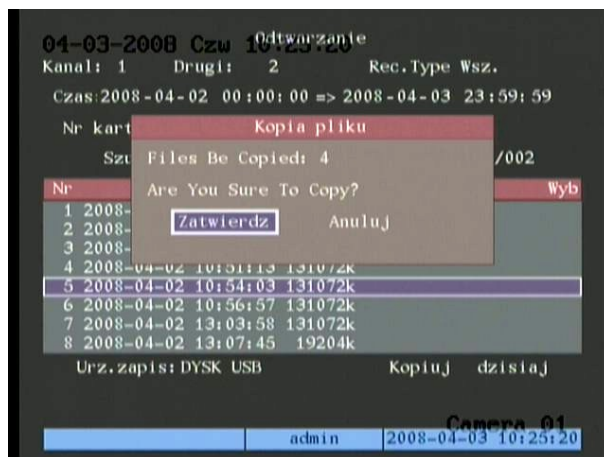 04-03-2008 Czw 10:25:20
Odtwarzanie
Kanal: 1 Drugi: 2 Rec.Type Wsz.
Czas:2008-04-02 00:00:00 => 2008-04-03 23:59:59
Nr kart
Kopia pliku
Szu
Files Be Copied: 4
/002
Are You Sure To Copy?
Nr Wyb
Zatwierdz Anuluj
1 2008-
2 2008-
3 2008-
4 2008-04-02 10:51:13 131072k
5 2008-04-02 10:54:03 131072k
6 2008-04-02 10:56:57 131072k
7 2008-04-02 13:03:58 131072k
8 2008-04-02 13:07:45 19204k
Urz.zapis:DYSK USB Kopiuj dzisiaj
Camera 01
admin 2008-04-03 10:25:20